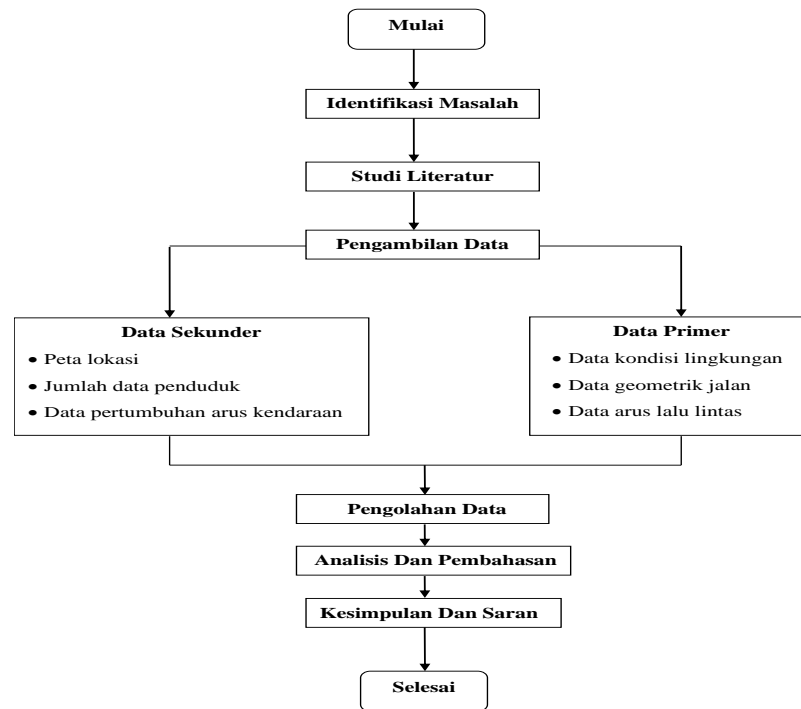 Mulai
Identifikasi Masalah
Studi Literatur
Pengambilan Data
Data Sekunder
• Peta lokasi
• Jumlah data penduduk
• Data pertumbuhan arus kendaraan
Data Primer
• Data kondisi lingkungan
• Data geometrik jalan
• Data arus lalu lintas
Pengolahan Data
Analisis Dan Pembahasan
Kesimpulan Dan Saran
Selesai